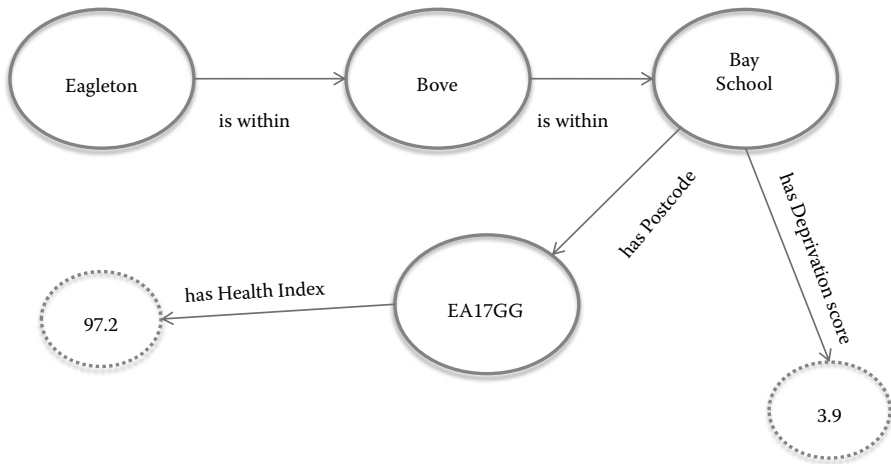 Eagleton
is within
Bove
is within
Bay
School
has Postcode
has Deprivation score
has Health Index
97.2
EA17GG
3.9